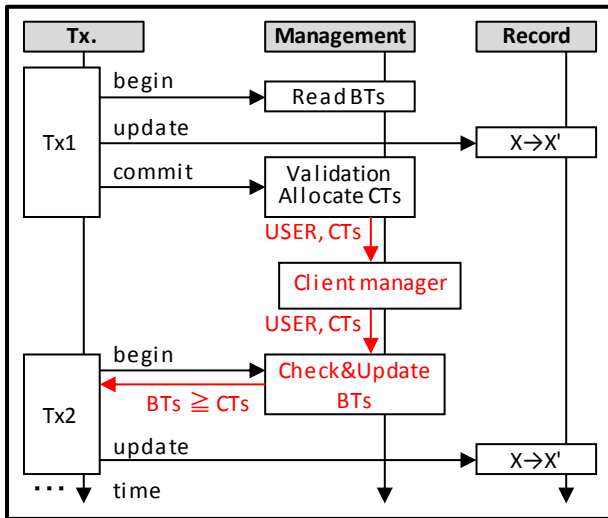 Tx.
Management
Record
begin
Read BTs
Tx1
update
X→X'
commit
Validation
Allocate CTs
USER, CTs
Client manager
USER, CTs
begin
Check&Update
BTs
BTs ≧ CTs
Tx2
update
X→X'
... time